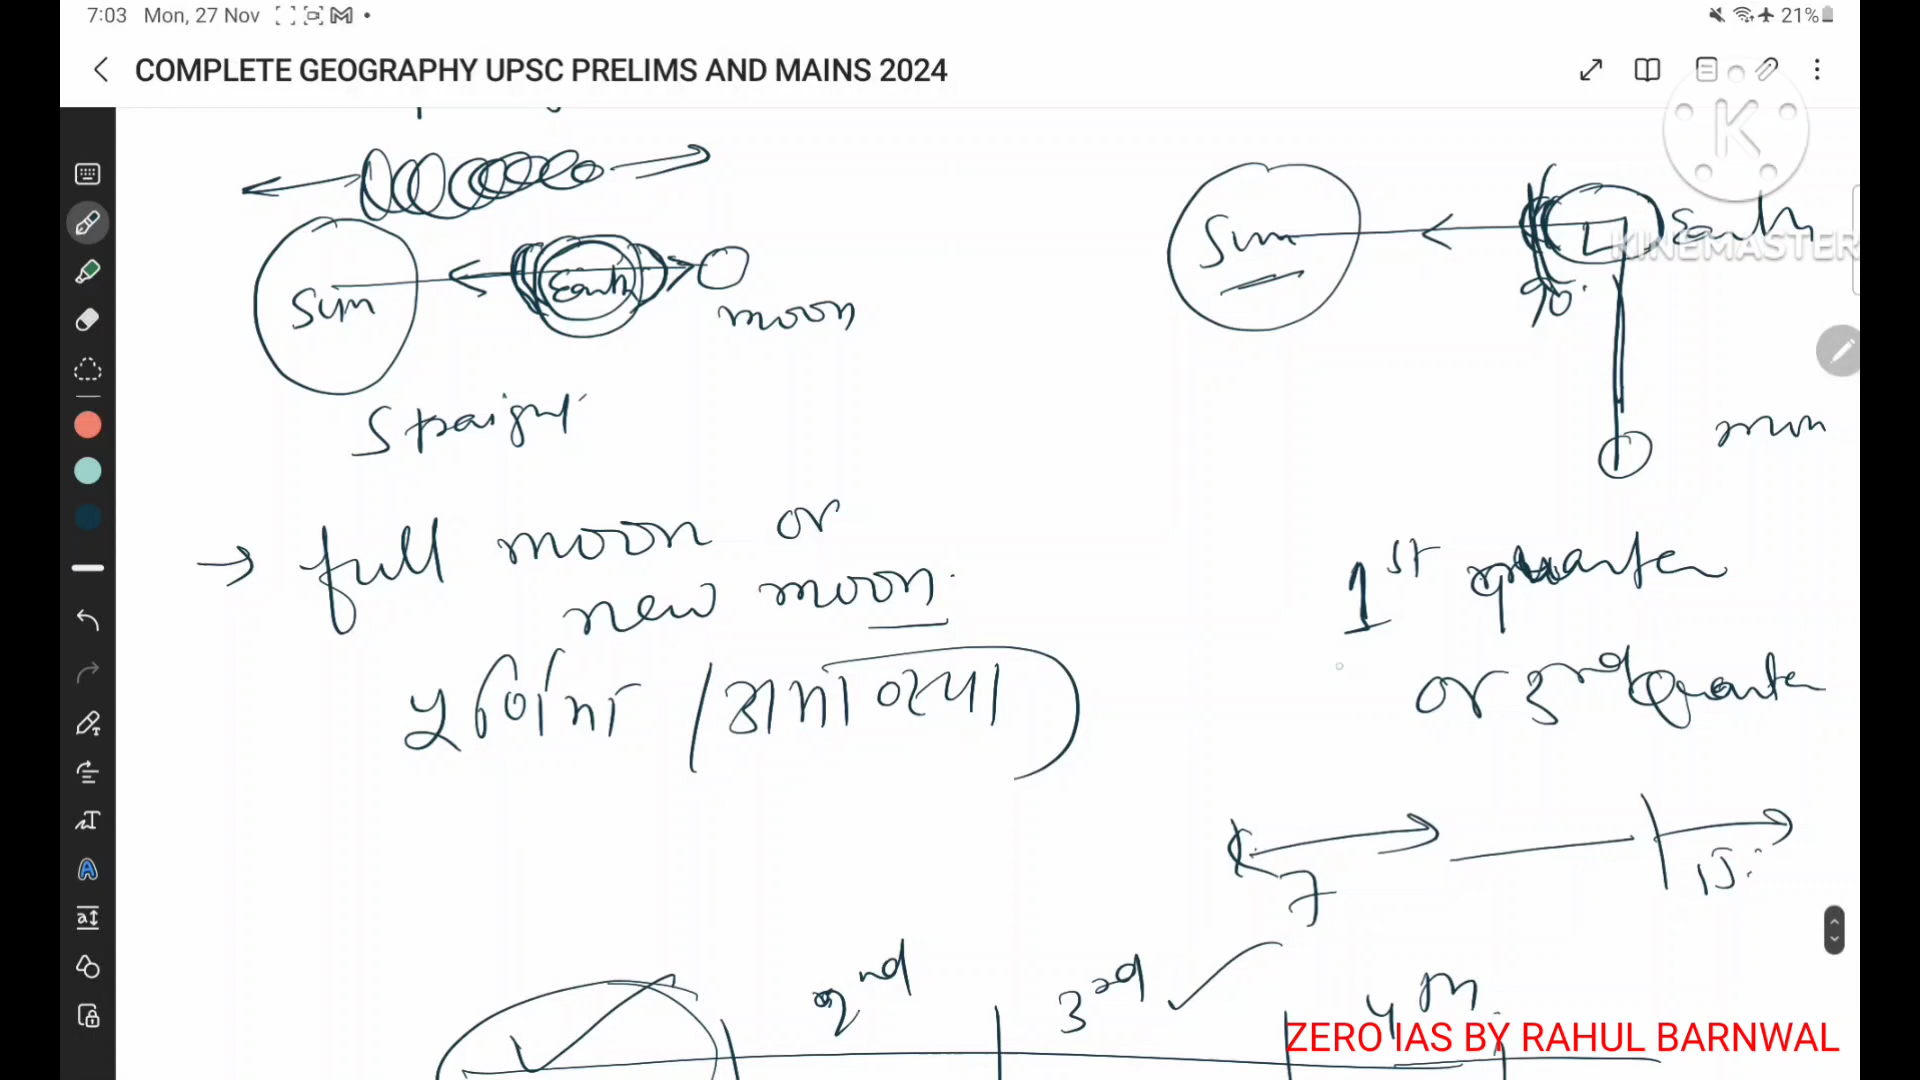 7:03 Mon, 27 Nov
21%
COMPLETE GEOGRAPHY UPSC PRELIMS AND MAINS 2024
K
KINEMASTER
Sun
Earth
moon
Straight
Sun
Earth
90°
moon
→ full moon or
new moon.
पूर्णिमा / अमावस्या
1st quarter
or 3rd quarter
7
15
2nd
3rd
4th
ZERO IAS BY RAHUL BARNWAL